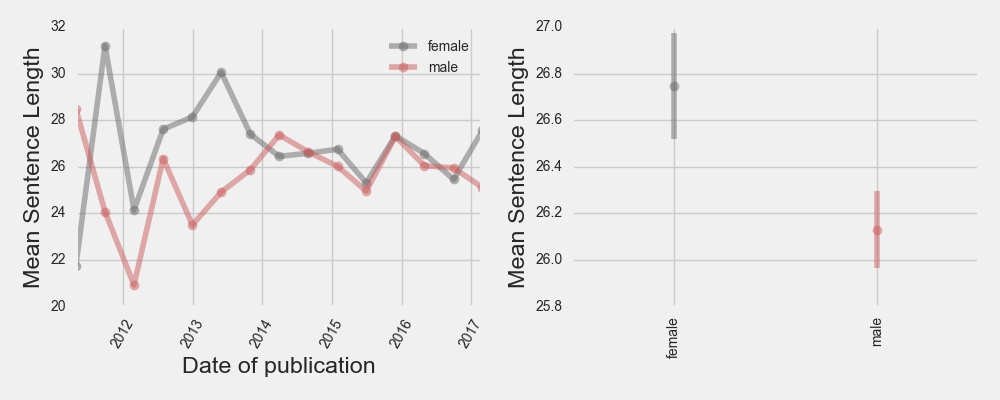 Mean Sentence Length
32
30
28
26
24
22
20
female
male
2012
2013
2014
2015
2016
2017
Date of publication
Mean Sentence Length
27.0
26.8
26.6
26.4
26.2
26.0
25.8
female
male